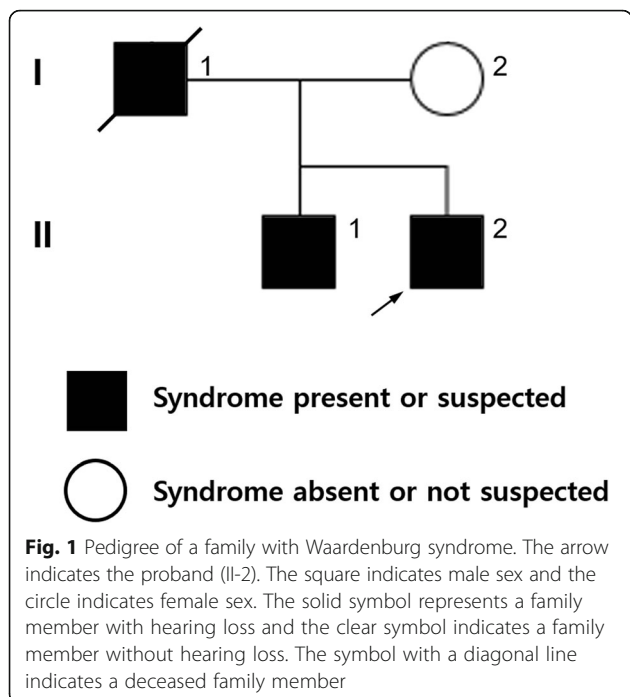 I
1
2
II
1
2
Syndrome present or suspected
Syndrome absent or not suspected
Fig. 1 Pedigree of a family with Waardenburg syndrome. The arrow
indicates the proband (II-2). The square indicates male sex and the
circle indicates female sex. The solid symbol represents a family
member with hearing loss and the clear symbol indicates a family
member without hearing loss. The symbol with a diagonal line
indicates a deceased family member